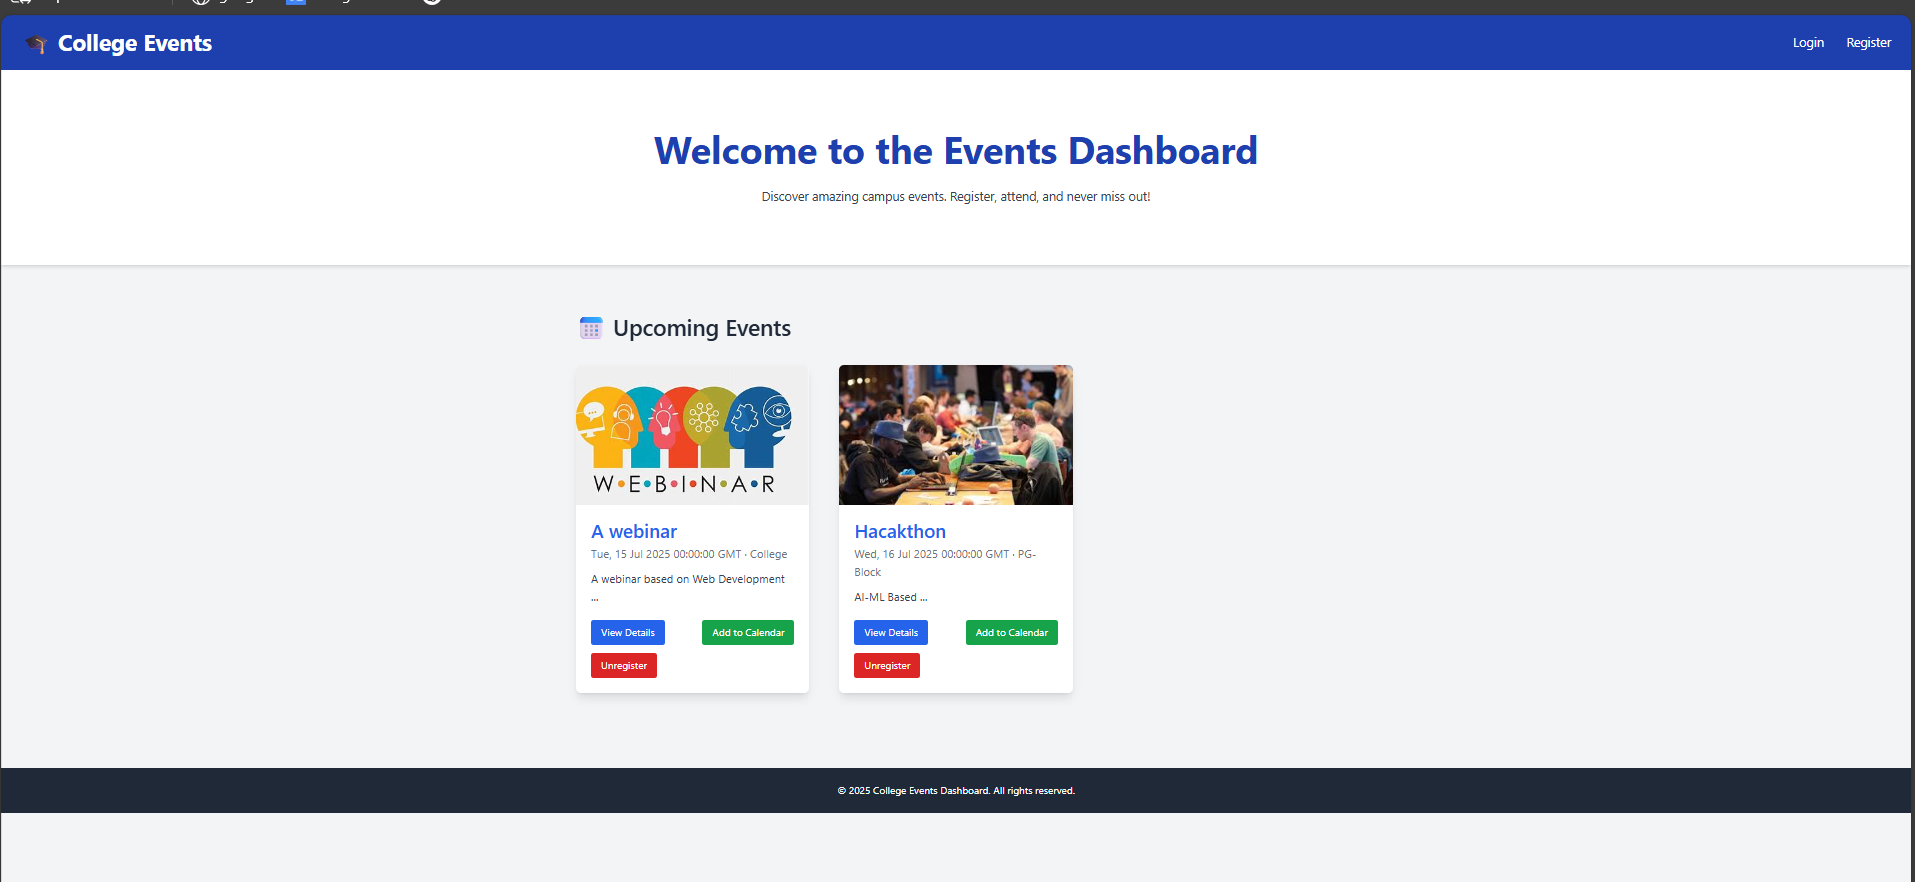 College Events
Login
Register
Welcome to the Events Dashboard
Discover amazing campus events. Register, attend, and never miss out!
Upcoming Events
W·E·B·I·N·A·R
A webinar
Tue, 15 Jul 2025 00:00:00 GMT · College
A webinar based on Web Development
...
View Details
Add to Calendar
Unregister
Hacakthon
Wed, 16 Jul 2025 00:00:00 GMT · PG-
Block
AI-ML Based ...
View Details
Add to Calendar
Unregister
© 2025 College Events Dashboard. All rights reserved.